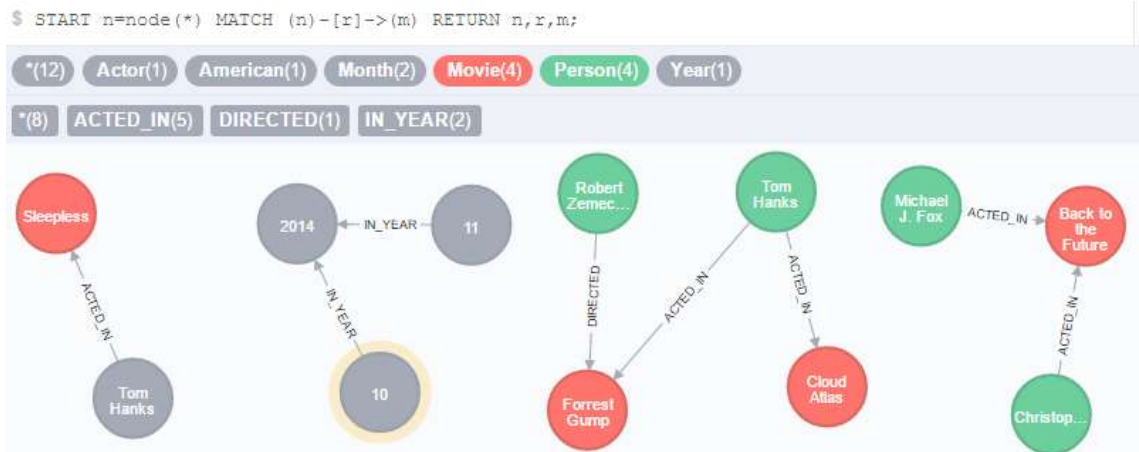 $ START n=node(*) MATCH (n)-[r]->(m) RETURN n,r,m;
*(12) Actor(1) American(1) Month(2) Movie(4) Person(4) Year(1)
*(8) ACTED_IN(5) DIRECTED(1) IN_YEAR(2)
Sleepless
ACTED_IN
Tom
Hanks
2014
IN_YEAR
11
IN_YEAR
10
Robert
Zemec...
DIRECTED
Forrest
Gump
Tom
Hanks
ACTED_IN
ACTED_IN
Cloud
Atlas
Michael
J. Fox
ACTED_IN
Back to
the
Future
ACTED_IN
Christop...